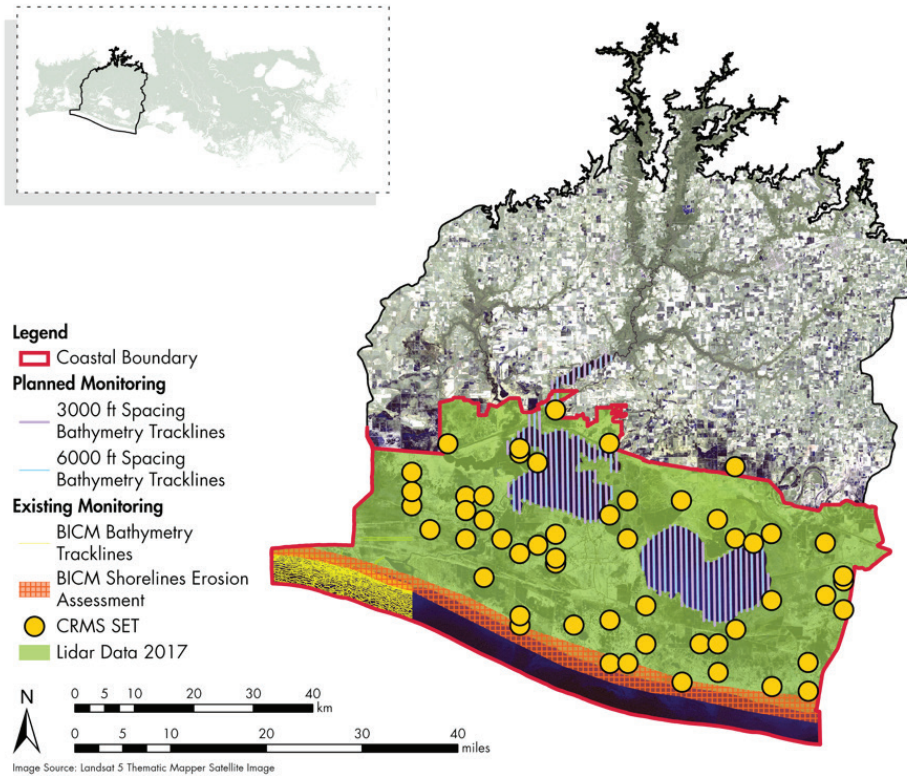 Legend
Coastal Boundary
Planned Monitoring
3000 ft Spacing
Bathymetry Tracklines
6000 ft Spacing
Bathymetry Tracklines
Existing Monitoring
BICM Bathymetry
Tracklines
BICM Shorelines Erosion
Assessment
CRMS SET
Lidar Data 2017
N
0 5 10 20 30 40
km
0 5 10 20 30 40
miles
Image Source: Landsat 5 Thematic Mapper Satellite Image